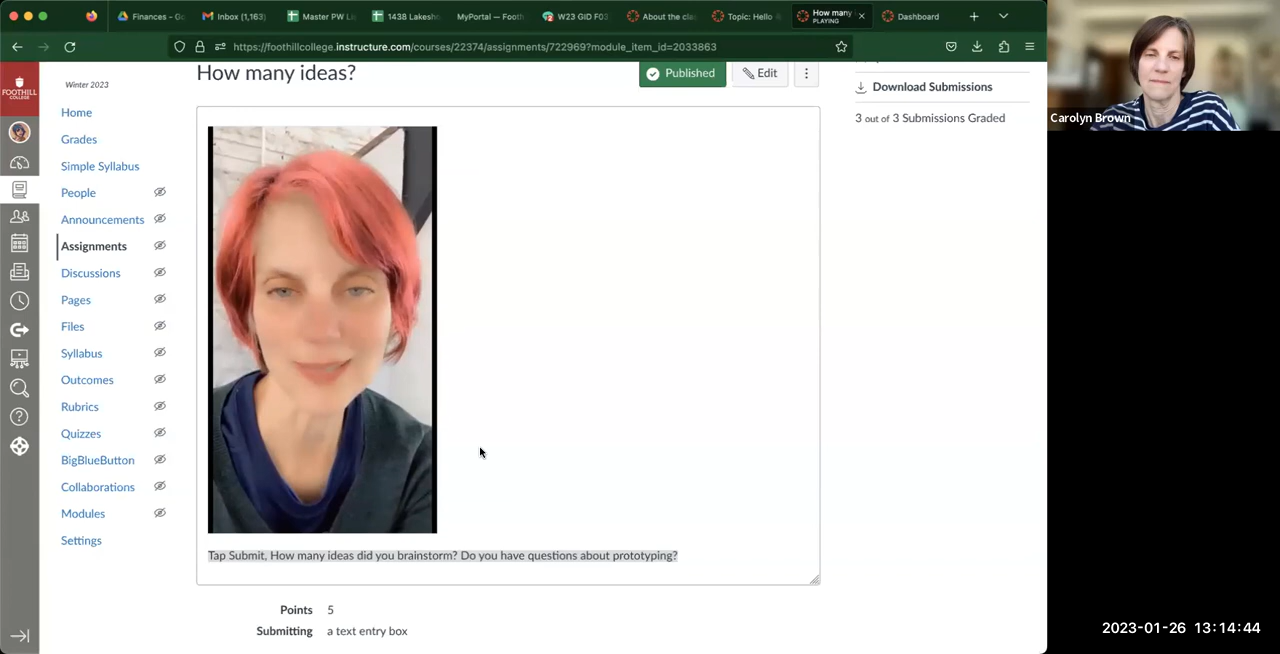 Finances - Go
Inbox (1,163)
Master PW Li
1438 Lakesh
MyPortal — Footh
W23 GID F03
About the cla
Topic: Hello
How many
PLAYING
Dashboard
https://foothillcollege.instructure.com/courses/22374/assignments/722969?module_item_id=2033863
FOOTHILL
COLLEGE
Winter 2023
Home
Grades
Simple Syllabus
People
Announcements
Assignments
Discussions
Pages
Files
Syllabus
Outcomes
Rubrics
Quizzes
BigBlueButton
Collaborations
Modules
Settings
How many ideas?
Published
Edit
Tap Submit, How many ideas did you brainstorm? Do you have questions about prototyping?
Points 5
Submitting a text entry box
Download Submissions
3 out of 3 Submissions Graded
Carolyn Brown
2023-01-26 13:14:44